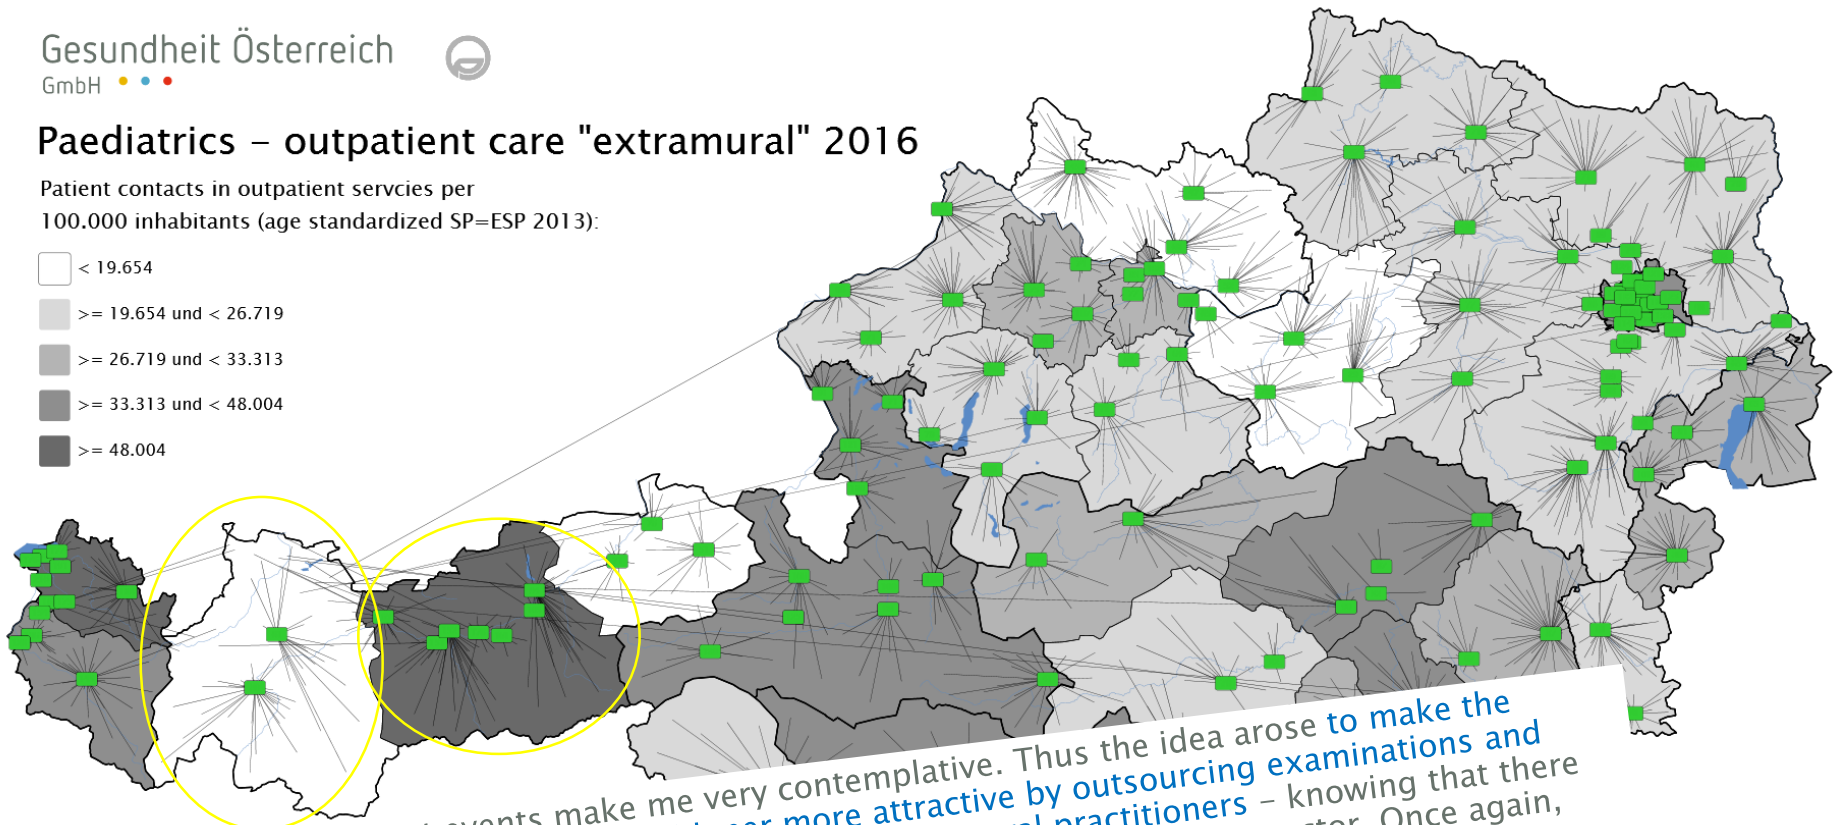 Gesundheit Österreich
GmbH
Paediatrics – outpatient care "extramural" 2016
Patient contacts in outpatient servcies per
100.000 inhabitants (age standardized SP=ESP 2013):
< 19.654
>= 19.654 und < 26.719
>= 26.719 und < 33.313
>= 33.313 und < 48.004
>= 48.004
events make me very contemplative. Thus the idea arose to make the
more attractive by outsourcing examinations and
practitioners – knowing that there
Once again,